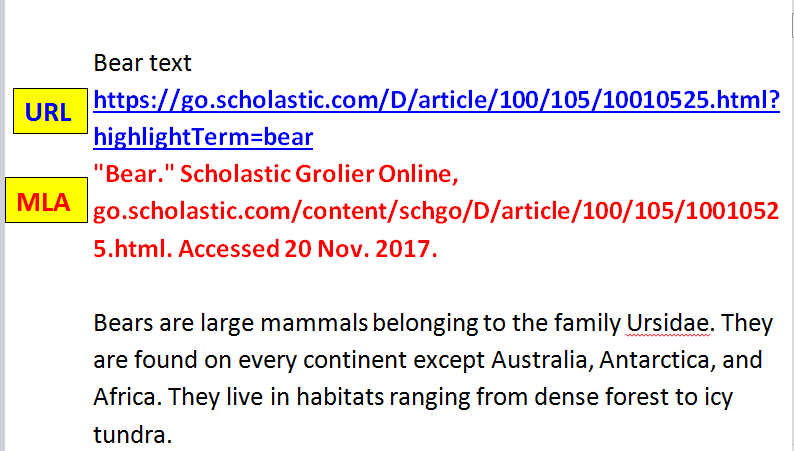 Bear text
URL
https://go.scholastic.com/D/article/100/105/10010525.html?
highlightTerm=bear
"Bear." Scholastic Grolier Online,
MLA
go.scholastic.com/content/schgo/D/article/100/105/1001052
5.html. Accessed 20 Nov. 2017.
Bears are large mammals belonging to the family Ursidae. They
are found on every continent except Australia, Antarctica, and
Africa. They live in habitats ranging from dense forest to icy
tundra.